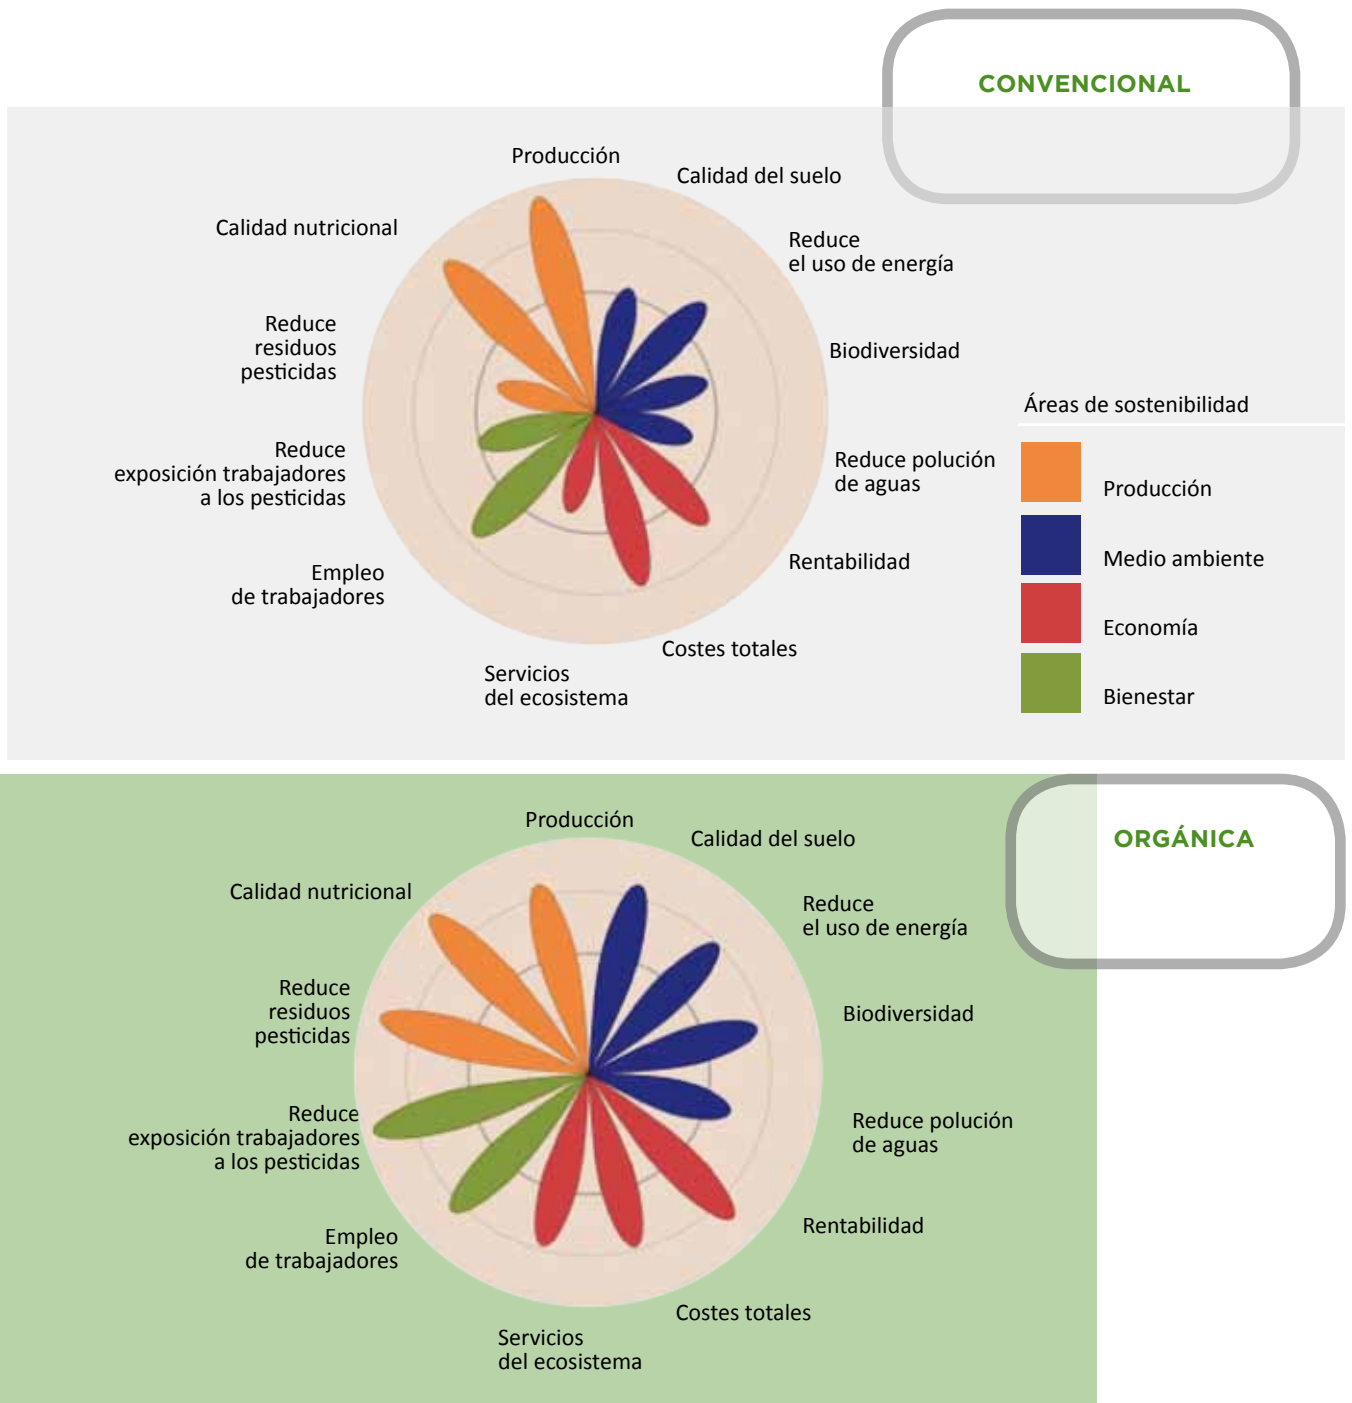 CONVENCIONAL
Producción
Calidad del suelo
Calidad nutricional
Reduce
el uso de energía
Reduce
residuos
pesticidas
Biodiversidad
Áreas de sostenibilidad
Reduce
exposición trabajadores
a los pesticidas
Reduce polución
de aguas
Producción
Medio ambiente
Rentabilidad
Empleo
de trabajadores
Economía
Costes totales
Servicios
del ecosistema
Bienestar
ORGÁNICA
Producción
Calidad del suelo
Calidad nutricional
Reduce
el uso de energía
Reduce
residuos
pesticidas
Biodiversidad
Reduce
exposición trabajadores
a los pesticidas
Reduce polución
de aguas
Rentabilidad
Empleo
de trabajadores
Costes totales
Servicios
del ecosistema